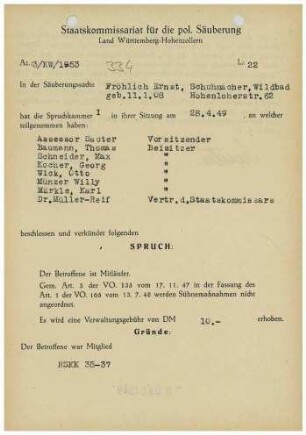 Staatskommissariat für die pol. Säuberung
Land Württemberg-Hohenzollern
Az. 3/KW/1953 334 L 22
In der Säuberungssache Fröhlich Ernst, Schuhmacher, Wildbad
geb.11.1.08 Hohenloherstr.62
hat die Spruchkammer 1 in ihrer Sitzung am 28.4.49 an welcher
teilgenommen haben:
Assessor Sauter Vorsitzender
Baumann, Thomas Beisitzer
Schneider, Max "
Kocher, Georg "
Wick, Otto "
Münzer Willy "
Märkle, Karl "
Dr.Müller-Reif Vertr.d.Staatskommissars
beschlossen und verkündet folgenden
SPRUCH:
Der Betroffene ist Mitläufer.
Gem. Art. 5 der VO. 133 vom 17. 11. 47 in der Fassung des
Art. 1 der VO. 165 vom 13. 7. 48 werden Sühnemaßnahmen nicht
angeordnet.
Es wird eine Verwaltungsgebühr von DM 10.- erhoben.
Gründe:
Der Betroffene war Mitglied
NSKK 35-37